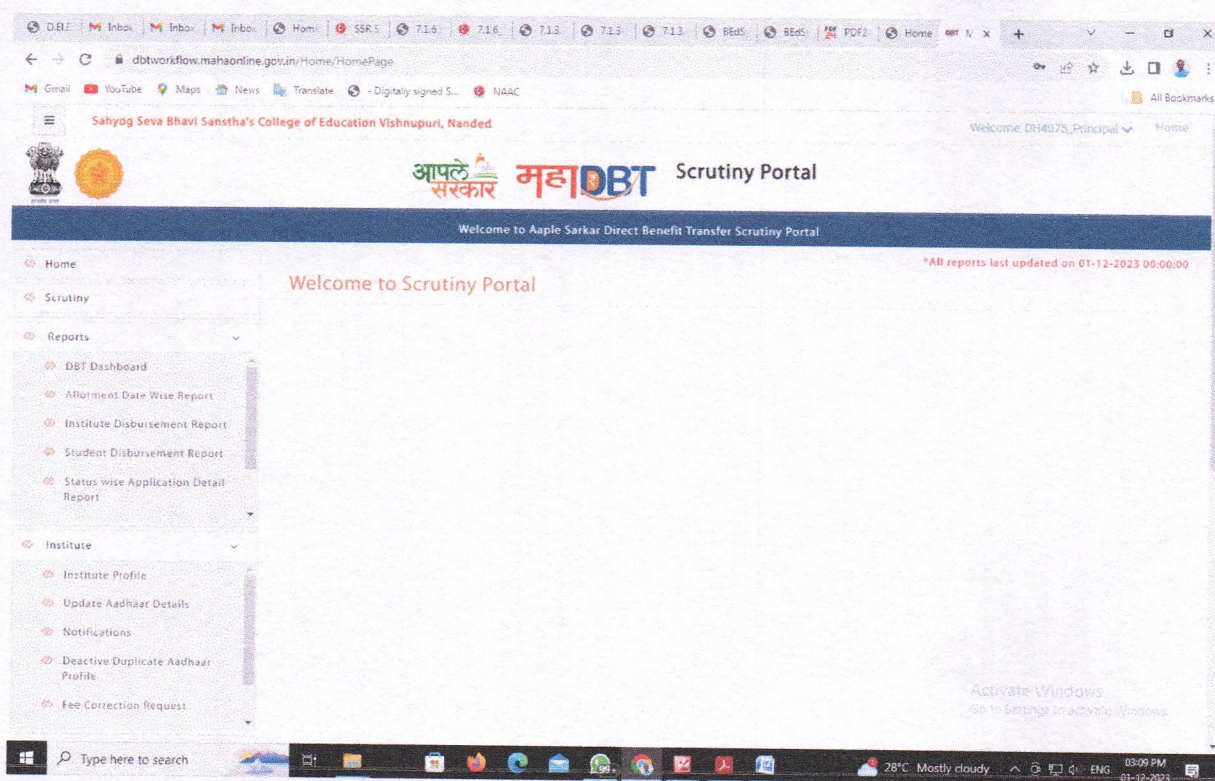 D.El.E M Inbox M Inbox M Inbox Home SSR S 7.1.6 7.1.6 7.1.3 7.1.3 7.1.3 BEdS BEdS PDF2 Home
dbtworkflow.mahaonline.gov.in/Home/HomePage
Gmail YouTube Maps News Translate - Digitally signed S... NAAC
All Bookmarks
Sahyog Seva Bhavi Sanstha's College of Education Vishnupuri, Nanded
Welcome, DH4075_Principal Home
आपले सरकार महाDBT Scrutiny Portal
Welcome to Aaple Sarkar Direct Benefit Transfer Scrutiny Portal
*All reports last updated on 01-12-2023 00:00:00
Welcome to Scrutiny Portal
Home
Scrutiny
Reports
DBT Dashboard
Allotment Date Wise Report
Institute Disbursement Report
Student Disbursement Report
Status wise Application Detail
Report
Institute
Institute Profile
Update Aadhaar Details
Notifications
Deactive Duplicate Aadhaar
Profile
Fee Correction Request
Activate Windows
Go to Settings to activate Windows.
Type here to search
99+
28°C Mostly cloudy ENG 03:09 PM
01-12-2023